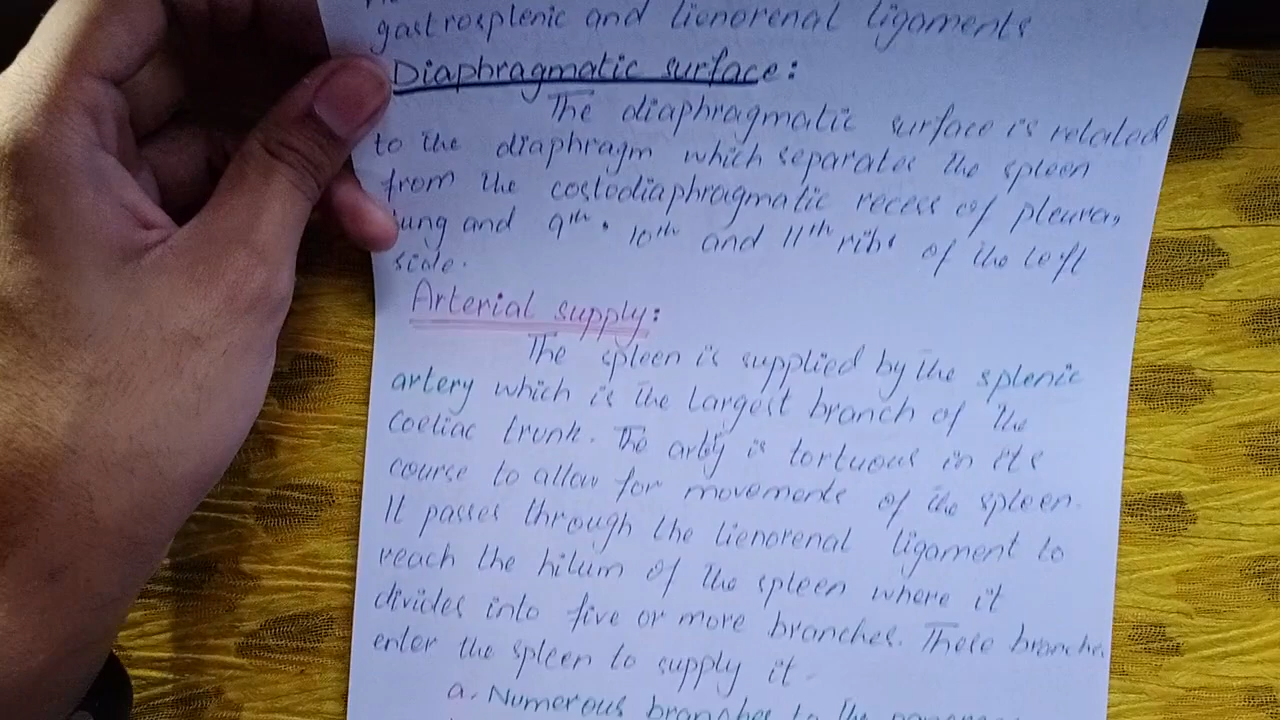 gastrosplenic and lienorenal ligaments
Diaphragmatic surface:
The diaphragmatic surface is related
to the diaphragm which separates the spleen
from the costodiaphragmatic recess of pleura,
lung and 9th, 10th and 11th ribs of the left
side.
Arterial supply:
The spleen is supplied by the splenic
artery which is the largest branch of the
coeliac trunk. The artery is tortuous in its
course to allow for movements of the spleen.
It passes through the lienorenal ligament to
reach the hilum of the spleen where it
divides into five or more branches. These branches
enter the spleen to supply it.
a. Numerous branches to the